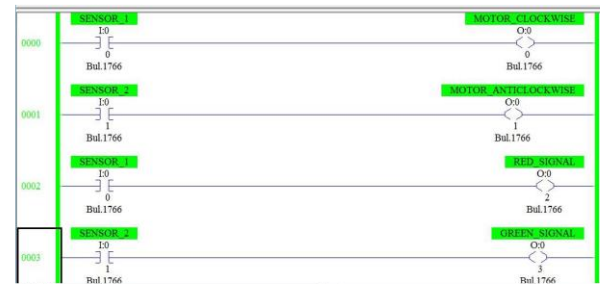 SENSOR_1 MOTOR_CLOCKWISE
I:0 O:0
0000
0 0
Bul.1766 Bul.1766
SENSOR_2 MOTOR_ANTICLOCKWISE
I:0 O:0
0001
1 1
Bul.1766 Bul.1766
SENSOR_1 RED_SIGNAL
I:0 O:0
0002
0 2
Bul.1766 Bul.1766
SENSOR_2 GREEN_SIGNAL
I:0 O:0
0003
1 3
Bul.1766 Bul.1766